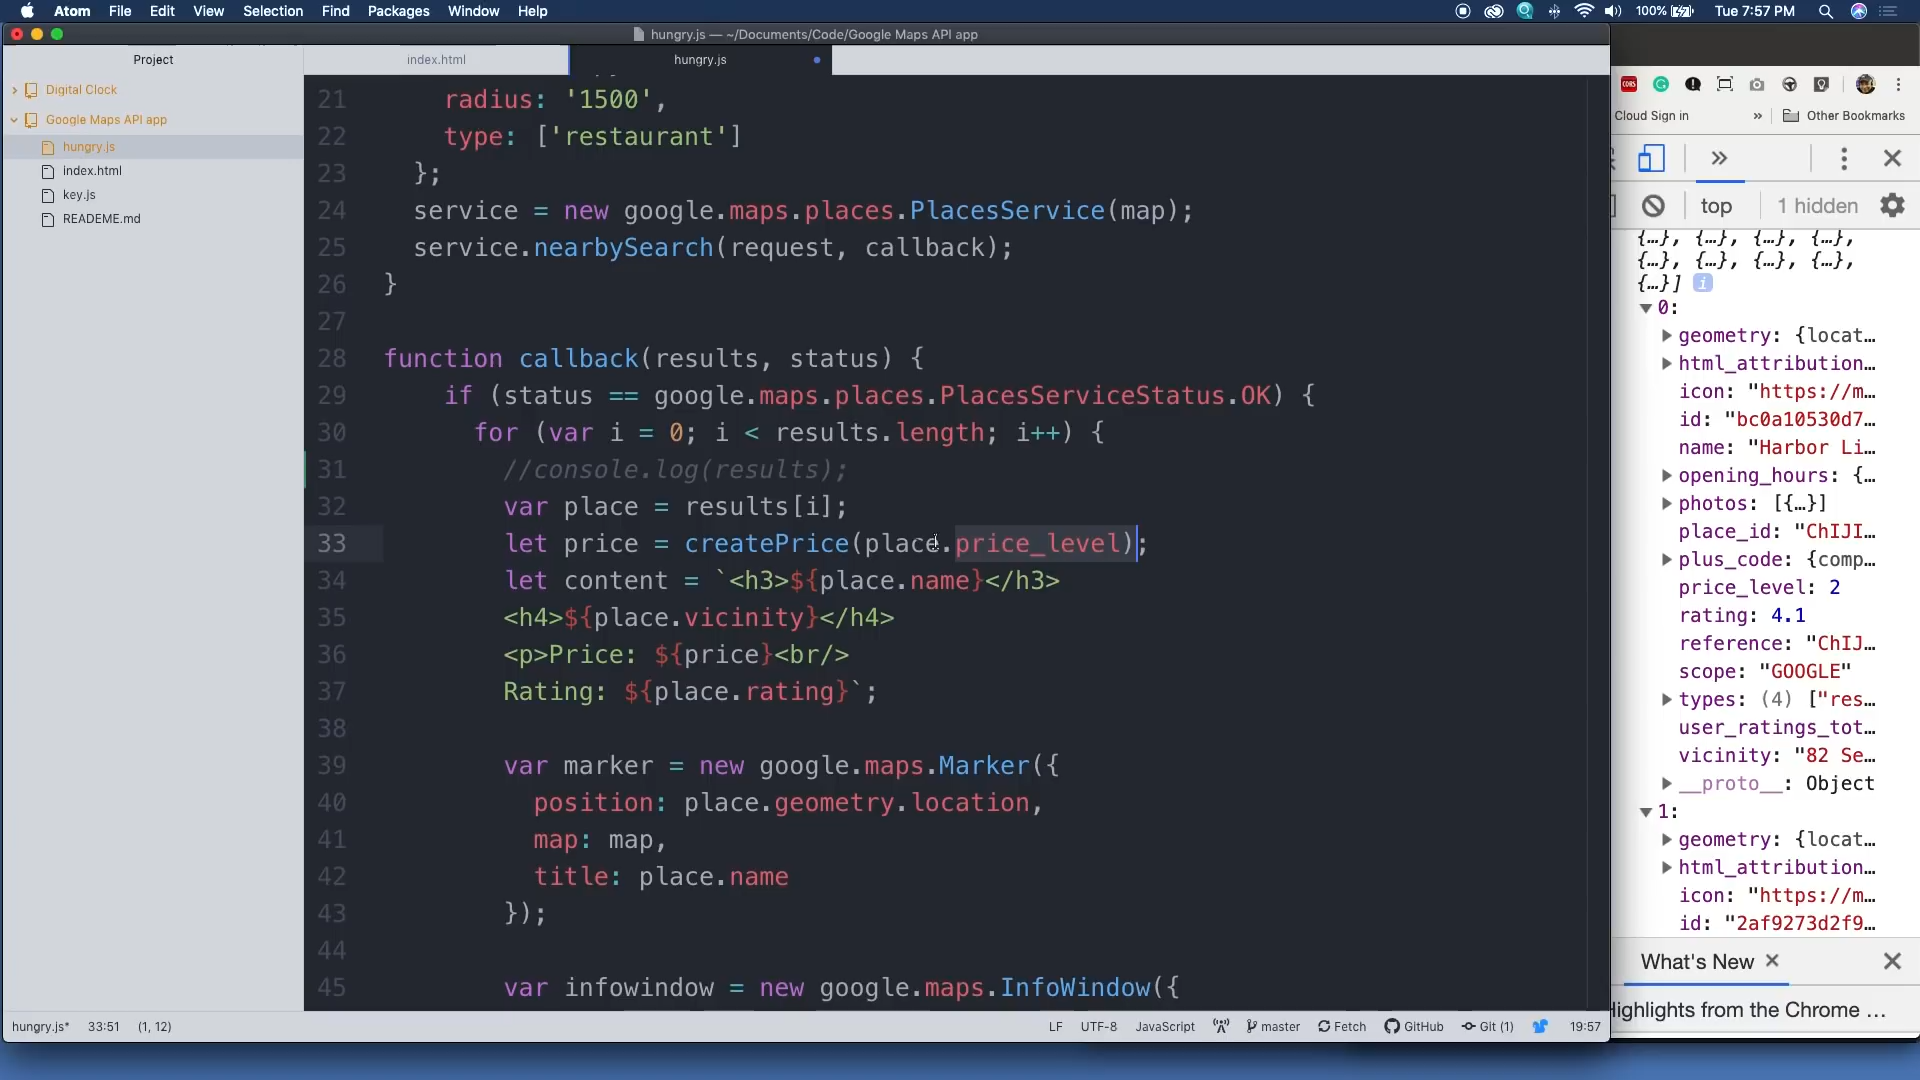 Atom File Edit View Selection Find Packages Window Help 100% Tue 7:57 PM
hungry.js — ~/Documents/Code/Google Maps API app
Project
Digital Clock
Google Maps API app
hungry.js
index.html
key.js
READEME.md
index.html hungry.js
21 radius: '1500',
22 type: ['restaurant']
23 };
24 service = new google.maps.places.PlacesService(map);
25 service.nearbySearch(request, callback);
26 }
27
28 function callback(results, status) {
29 if (status == google.maps.places.PlacesServiceStatus.OK) {
30 for (var i = 0; i < results.length; i++) {
31 //console.log(results);
32 var place = results[i];
33 let price = createPrice(place.price_level);
34 let content = `<h3>${place.name}</h3>
35 <h4>${place.vicinity}</h4>
36 <p>Price: ${price}<br/>
37 Rating: ${place.rating}`;
38
39 var marker = new google.maps.Marker({
40 position: place.geometry.location,
41 map: map,
42 title: place.name
43 });
44
45 var infowindow = new google.maps.InfoWindow({
hungry.js* 33:51 (1, 12) LF UTF-8 JavaScript master Fetch GitHub Git (1) 19:57
CORS
Cloud Sign in » Other Bookmarks
»
top 1 hidden
{…}, {…}, {…}, {…},
{…}, {…}, {…}, {…},
{…}] i
0:
geometry: {locat…
html_attribution…
icon: "https://m…
id: "bc0a10530d7…
name: "Harbor Li…
opening_hours: {…
photos: [{…}]
place_id: "ChIJI…
plus_code: {comp…
price_level: 2
rating: 4.1
reference: "ChIJ…
scope: "GOOGLE"
types: (4) ["res…
user_ratings_tot…
vicinity: "82 Se…
__proto__: Object
1:
geometry: {locat…
html_attribution…
icon: "https://m…
id: "2af9273d2f9…
What's New
Highlights from the Chrome …